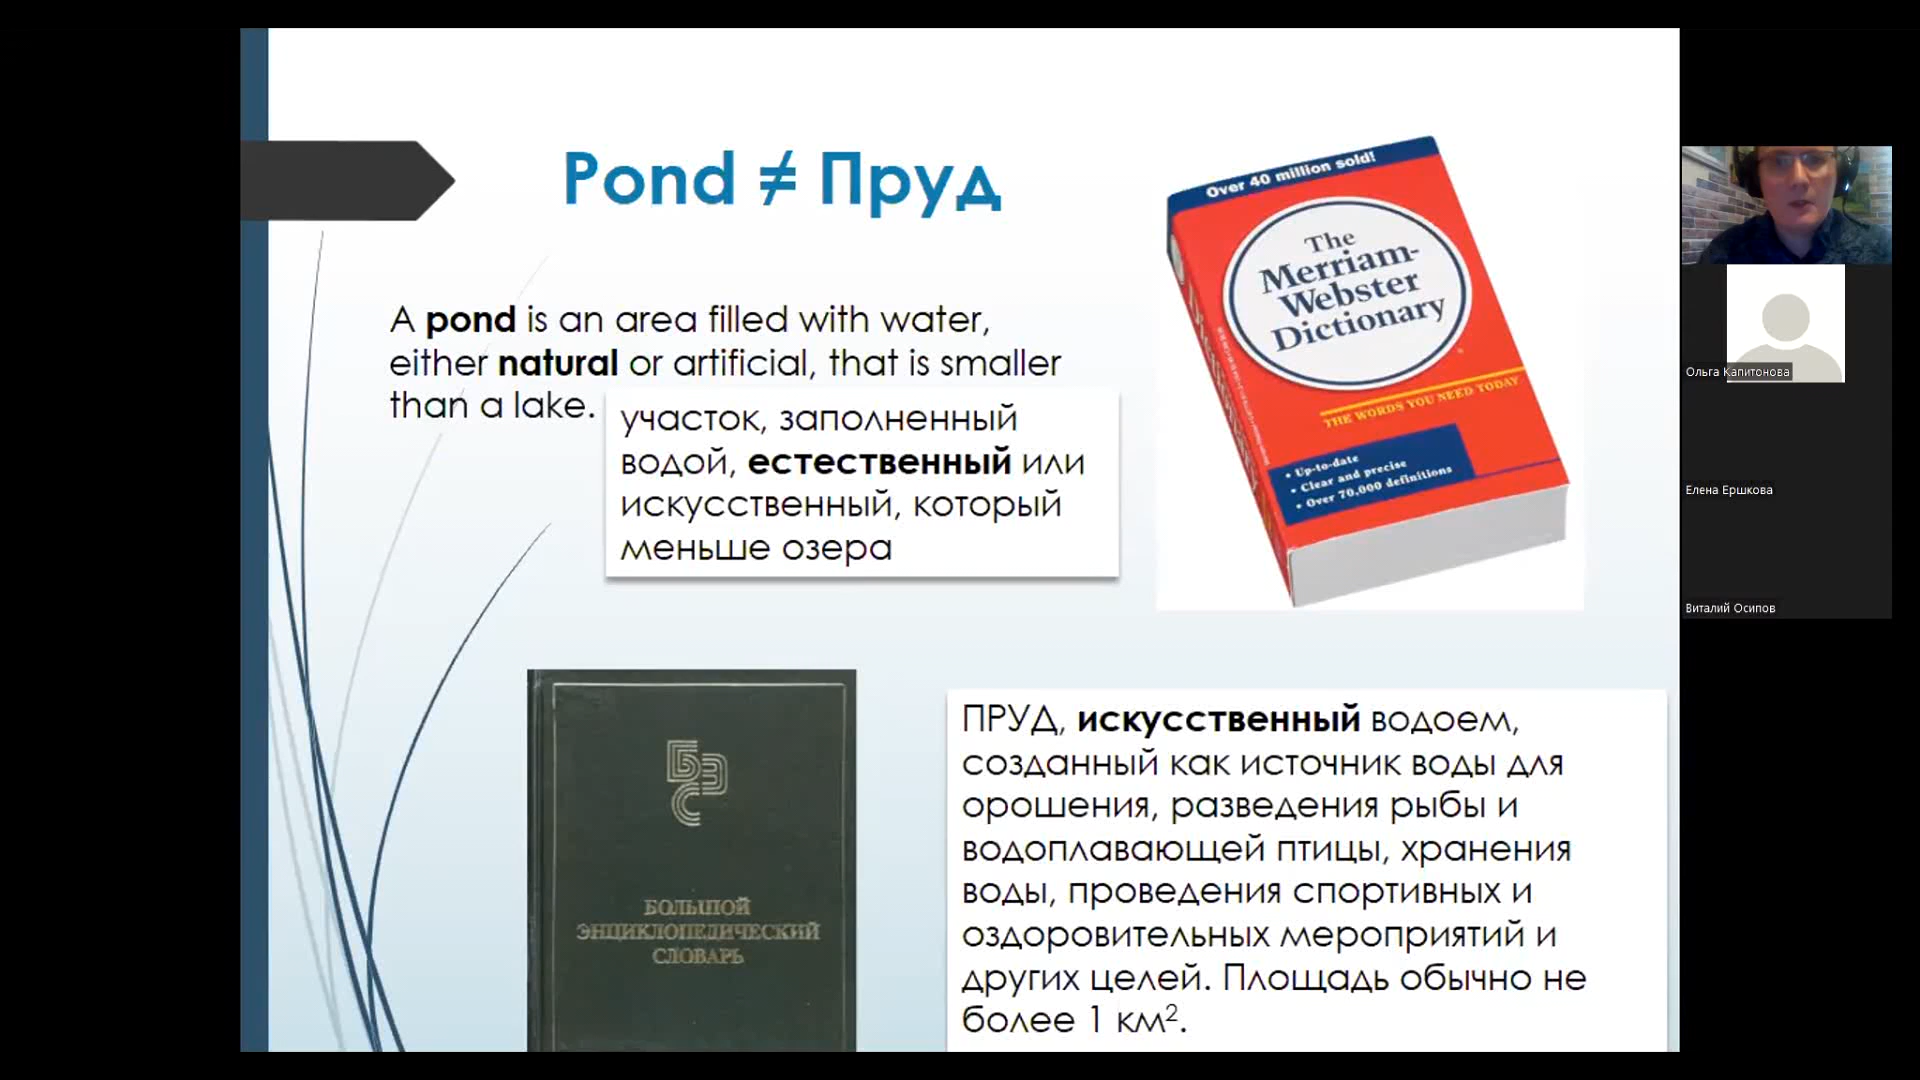 Pond ≠ Пруд
A pond is an area filled with water,
either natural or artificial, that is smaller
than a lake.
участок, заполненный
водой, естественный или
искусственный, который
меньше озера
Over 40 million sold!
The
Merriam-
Webster
Dictionary
THE WORDS YOU NEED TODAY
• Up-to-date
• Clear and precise
• Over 70,000 definitions
БЭС
БОЛЬШОЙ
ЭНЦИКЛОПЕДИЧЕСКИЙ
СЛОВАРЬ
ПРУД, искусственный водоем,
созданный как источник воды для
орошения, разведения рыбы и
водоплавающей птицы, хранения
воды, проведения спортивных и
оздоровительных мероприятий и
других целей. Площадь обычно не
более 1 км².
Ольга Капитонова
Елена Ершкова
Виталий Осипов